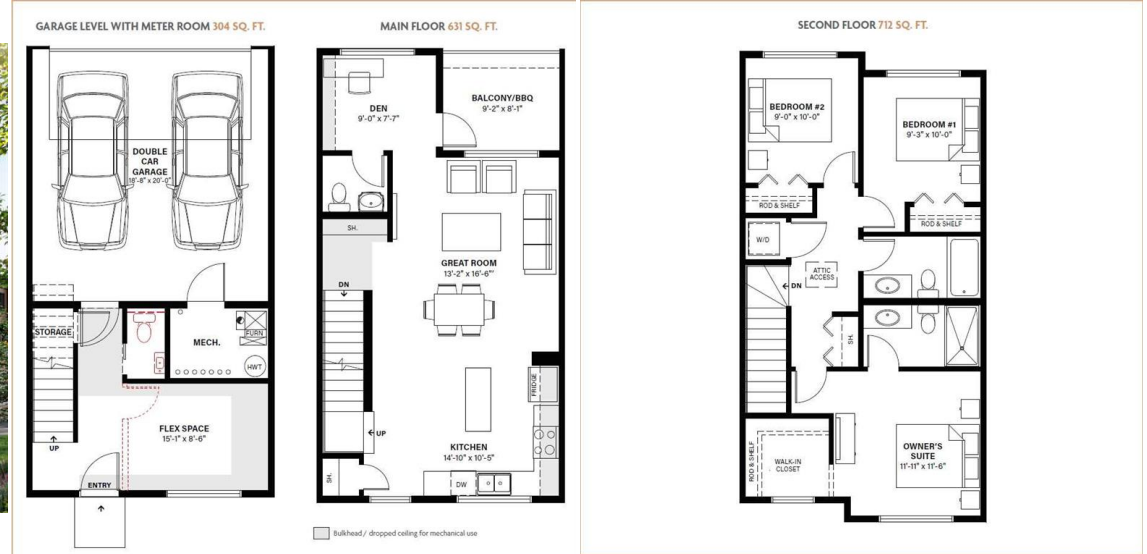 GARAGE LEVEL WITH METER ROOM 304 SQ. FT.
DOUBLE
CAR
GARAGE
18'-8" x 20'-0"
STORAGE
MECH.
FURN
HWT
FLEX SPACE
15'-1" x 8'-6"
UP
ENTRY
MAIN FLOOR 631 SQ. FT.
DEN
9'-0" x 7'-7"
BALCONY/BBQ
9'-2" x 8'-1"
SH.
GREAT ROOM
13'-2" x 16'-6"
DN
FRIDGE
UP
KITCHEN
14'-10" x 10'-5"
SH.
DW
Bulkhead / dropped ceiling for mechanical use
SECOND FLOOR 712 SQ. FT.
BEDROOM #2
9'-0" x 10'-0"
BEDROOM #1
9'-3" x 10'-0"
ROD & SHELF
ROD & SHELF
W/D
ATTIC
ACCESS
DN
SH.
ROD & SHELF
WALK-IN
CLOSET
OWNER'S
SUITE
11'-11" x 11'-6"